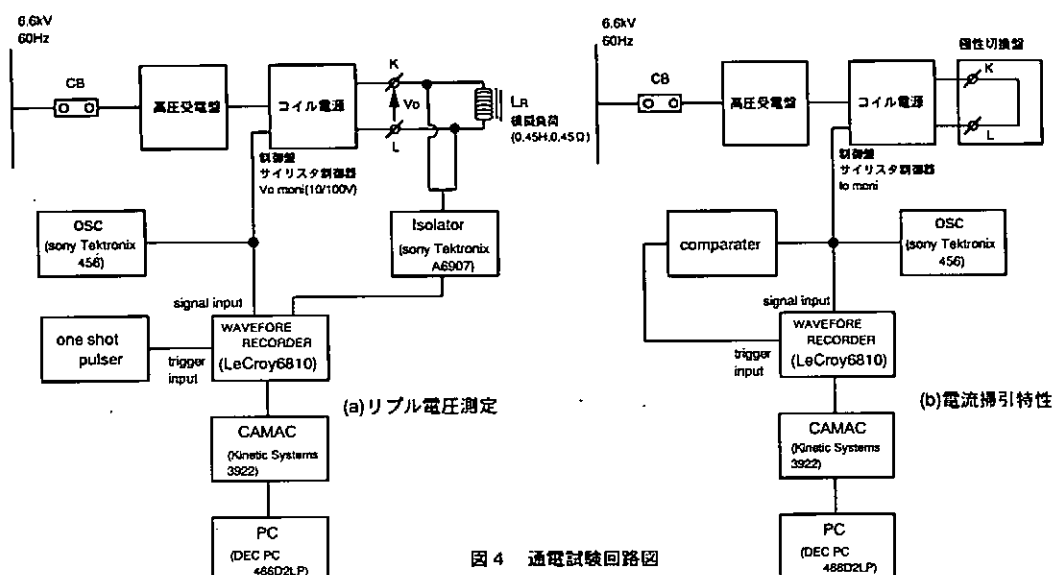 6.6kV
60Hz
CB
高圧受電盤
コイル電源
K
Vo
L
LR
模擬負荷
(0.45H,0.45Ω)
制御盤
サイリスタ制御器
Vo moni(10/100V)
OSC
(sony Tektronix
456)
Isolator
(sony Tektronix
A6907)
signal input
one shot
pulser
trigger
input
WAVEFORE
RECORDER
(LeCroy6810)
(a)リプル電圧測定
CAMAC
(Kinetic Systems
3922)
PC
(DEC PC
466D2LP)
6.6kV
60Hz
CB
高圧受電盤
コイル電源
極性切換盤
K
L
制御盤
サイリスタ制御器
Io moni
comparater
OSC
(sony Tektronix
456)
signal input
trigger
input
WAVEFORE
RECORDER
(LeCroy6810)
(b)電流掃引特性
CAMAC
(Kinetic Systems
3922)
PC
(DEC PC
466D2LP)
図4 通電試験回路図